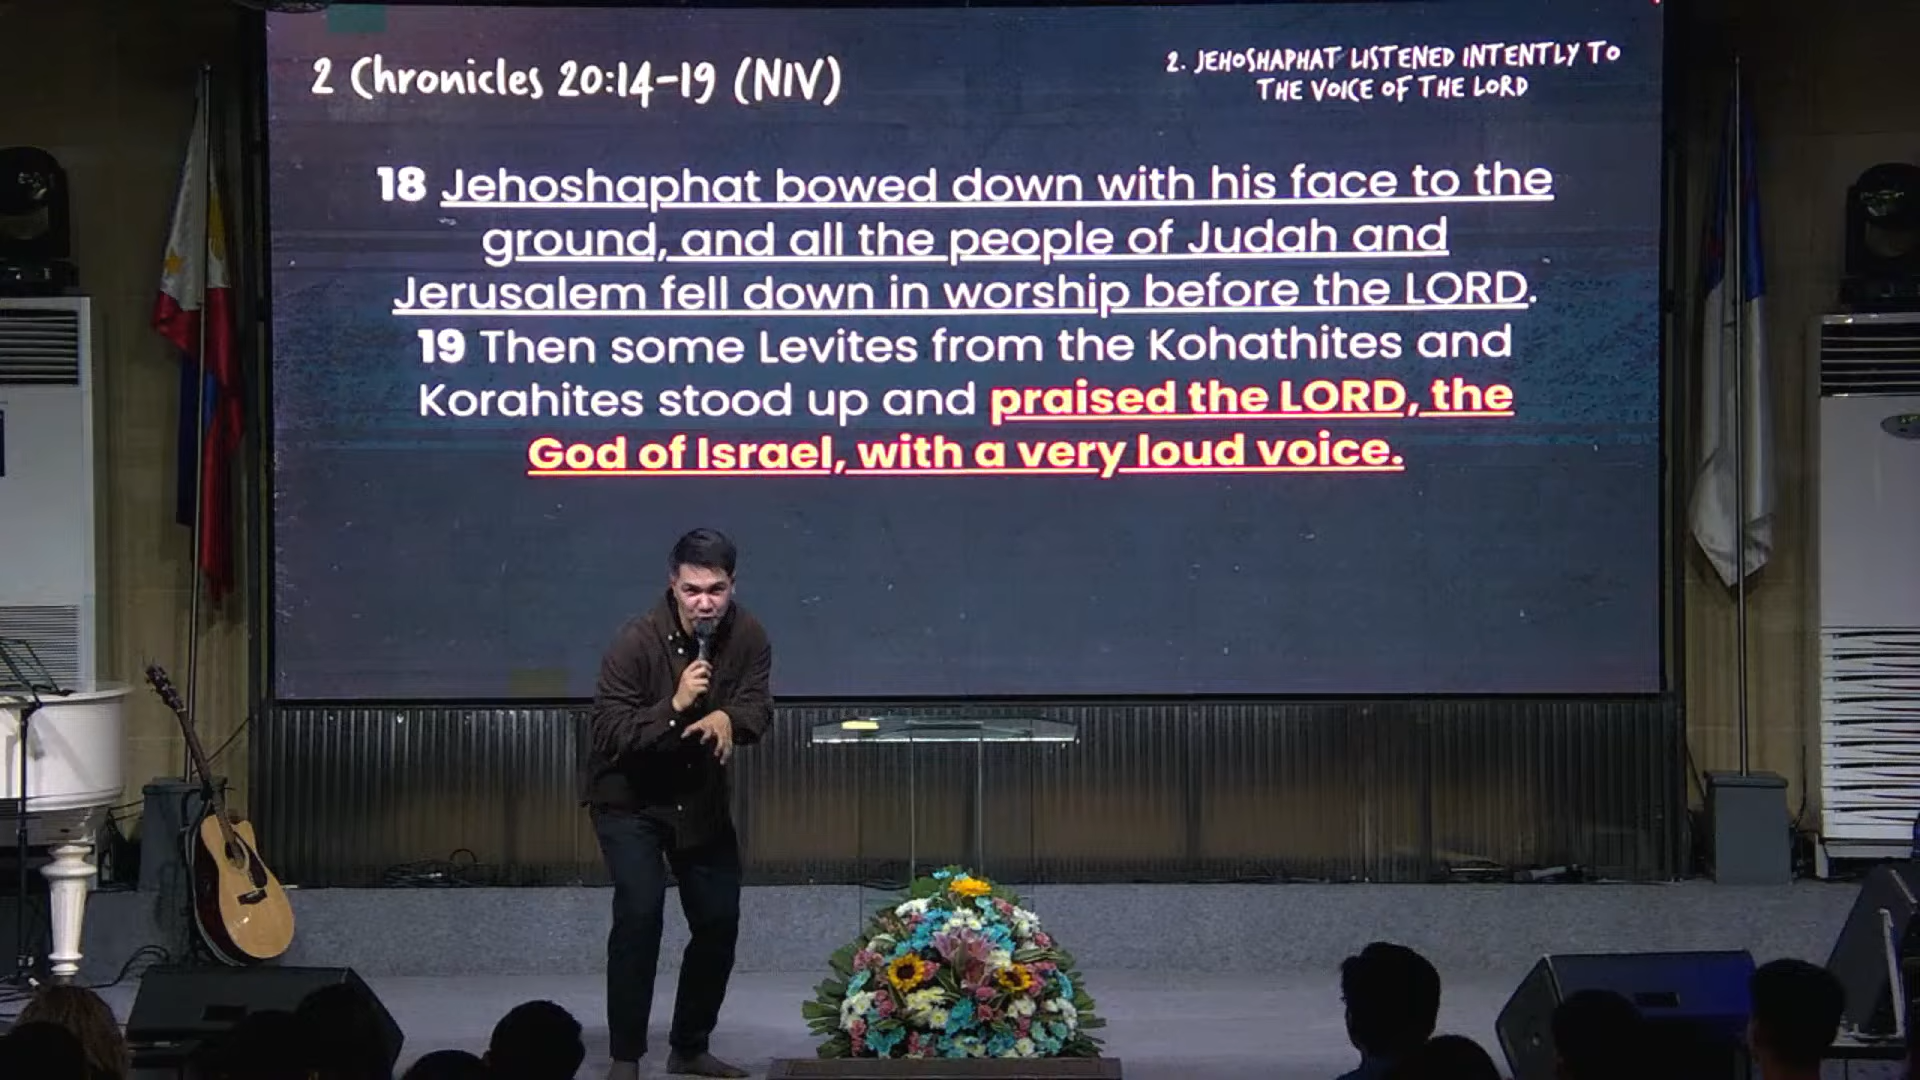 2 Chronicles 20:14-19 (NIV)
2. JEHOSHAPHAT LISTENED INTENTLY TO
THE VOICE OF THE LORD
18 Jehoshaphat bowed down with his face to the
ground, and all the people of Judah and
Jerusalem fell down in worship before the LORD.
19 Then some Levites from the Kohathites and
Korahites stood up and praised the LORD, the
God of Israel, with a very loud voice.